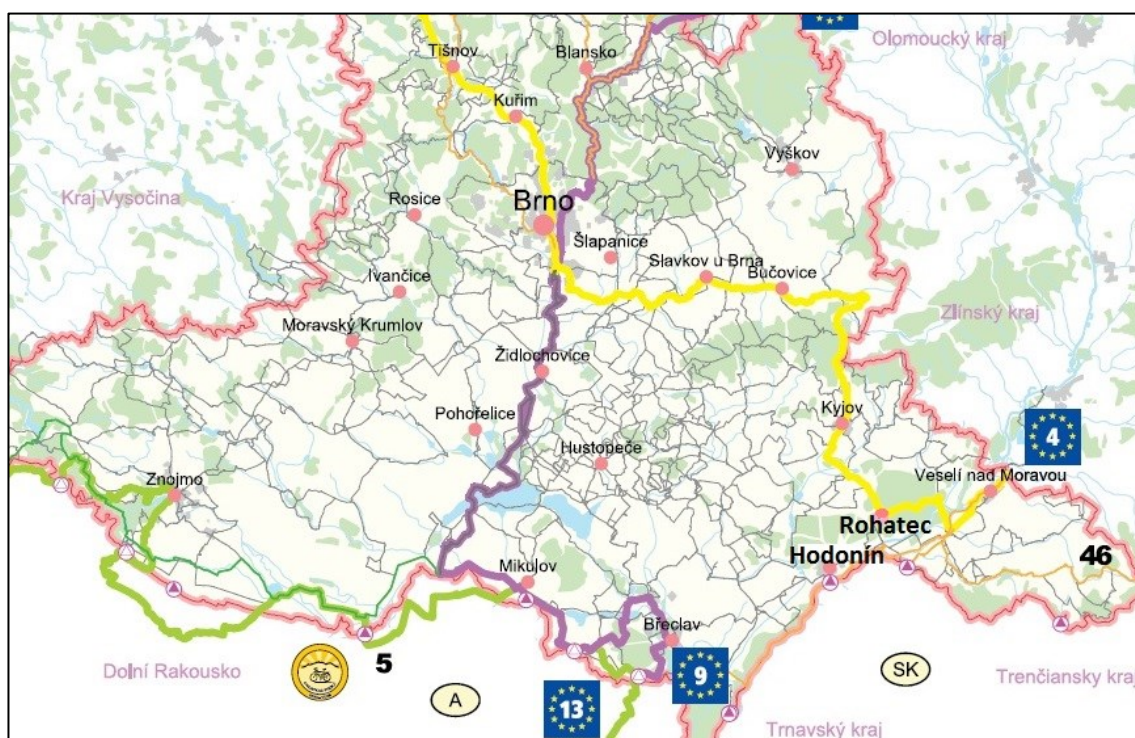 Olomoucký kraj
Tišnov
Blansko
Kuřim
Vyškov
Kraj Vysočina
Rosice
Brno
Šlapanice
Ivančice
Slavkov u Brna
Bučovice
Zlínský kraj
Moravský Krumlov
Židlochovice
Pohořelice
Kyjov
4
Hustopeče
Znojmo
Veselí nad Moravou
Rohatec
Hodonín
46
Mikulov
Břeclav
Dolní Rakousko
5
9
SK
Trenčiansky kraj
A
13
Trnavský kraj